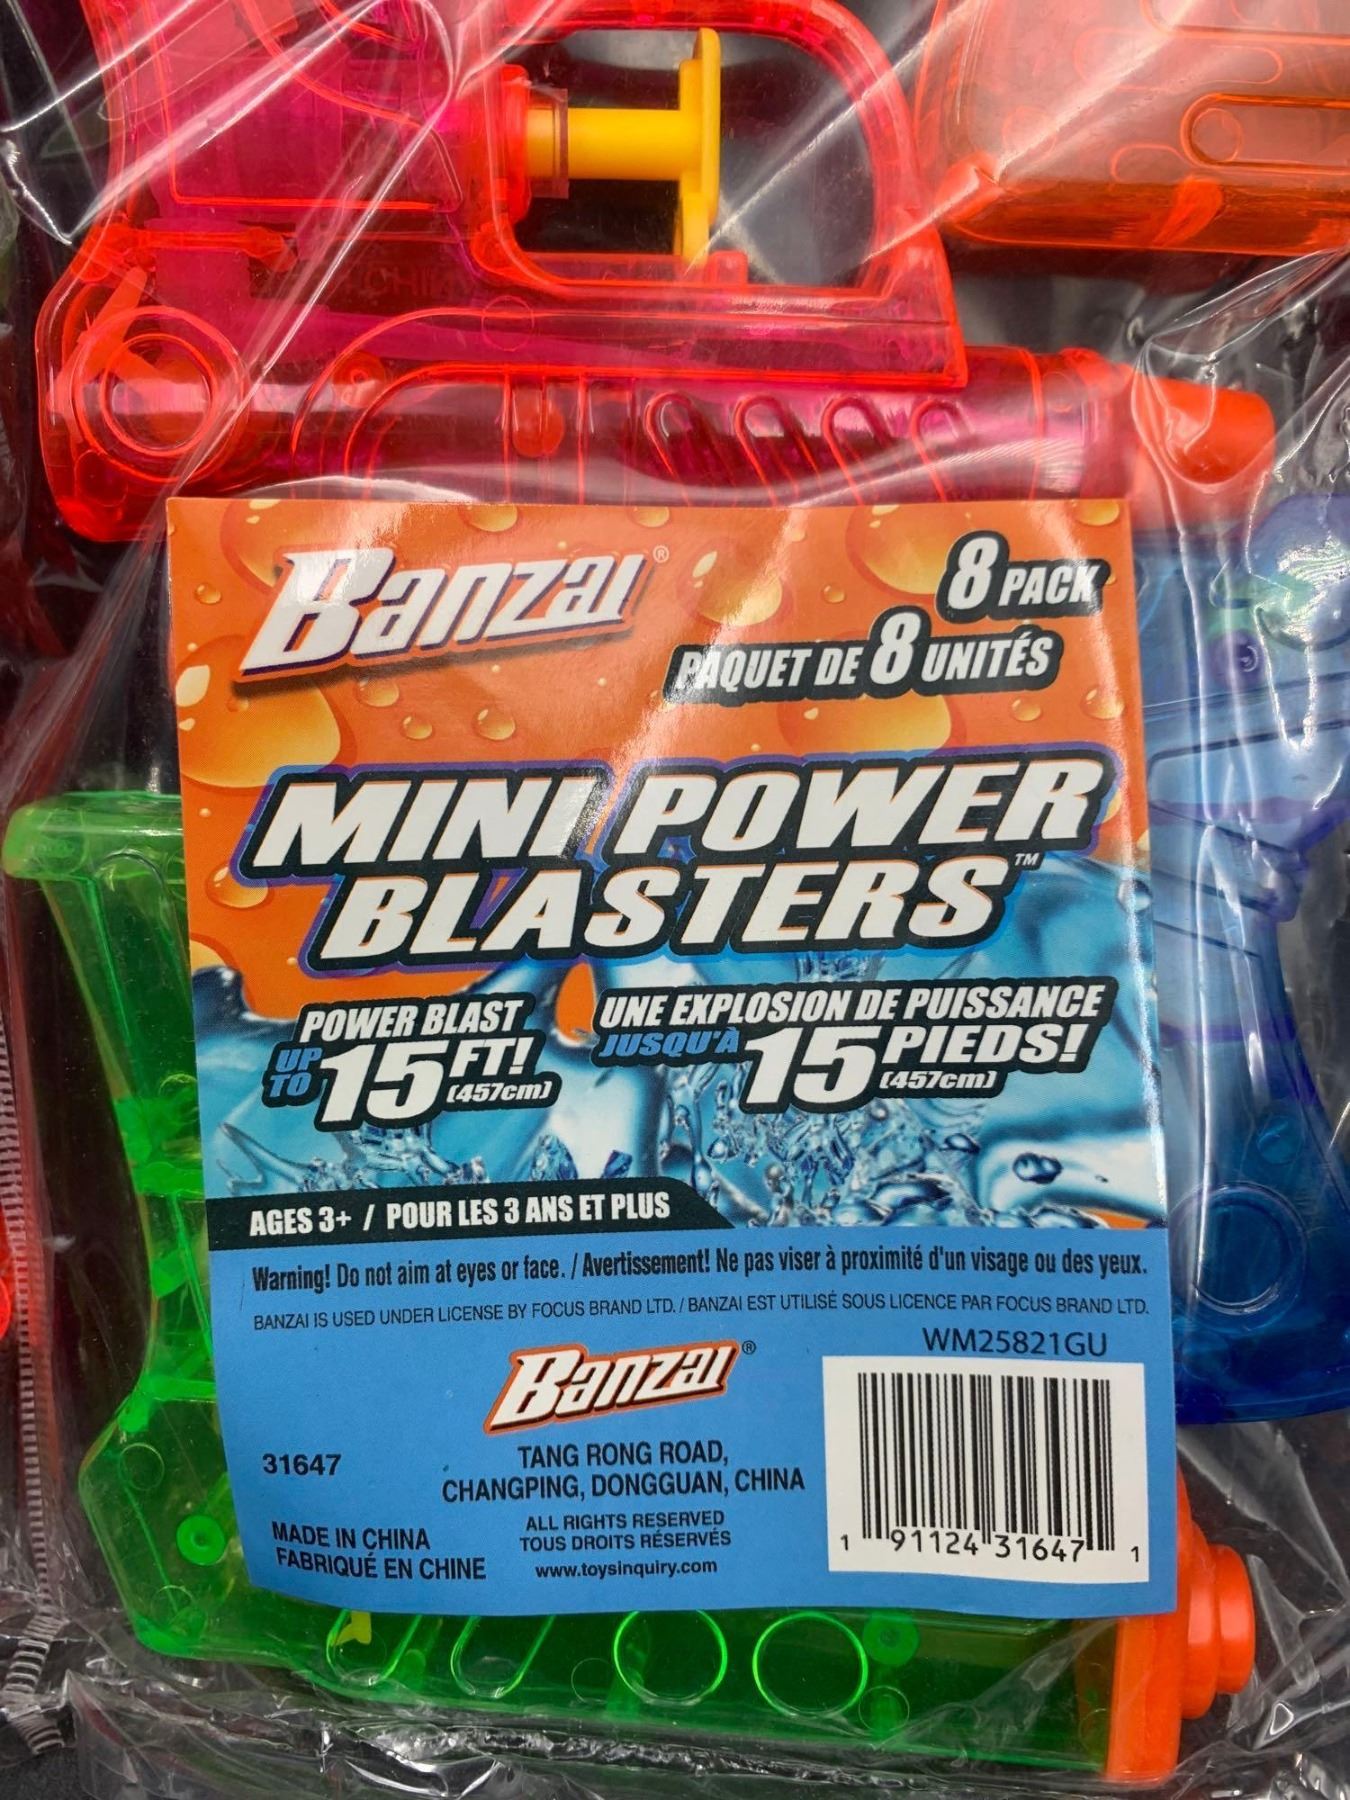 CHINA
Banzai®
8 PACK
PAQUET DE 8 UNITÉS
MINI POWER
BLASTERS™
POWER BLAST
UP TO 15 FT!
(457cm)
UNE EXPLOSION DE PUISSANCE
JUSQU'À 15 PIEDS!
(457cm)
AGES 3+ / POUR LES 3 ANS ET PLUS
Warning! Do not aim at eyes or face. / Avertissement! Ne pas viser à proximité d'un visage ou des yeux.
BANZAI IS USED UNDER LICENSE BY FOCUS BRAND LTD. / BANZAI EST UTILISÉ SOUS LICENCE PAR FOCUS BRAND LTD.
WM25821GU
Banzai®
31647
TANG RONG ROAD,
CHANGPING, DONGGUAN, CHINA
MADE IN CHINA
FABRIQUÉ EN CHINE
ALL RIGHTS RESERVED
TOUS DROITS RÉSERVÉS
www.toysinquiry.com
1 91124 31647 1